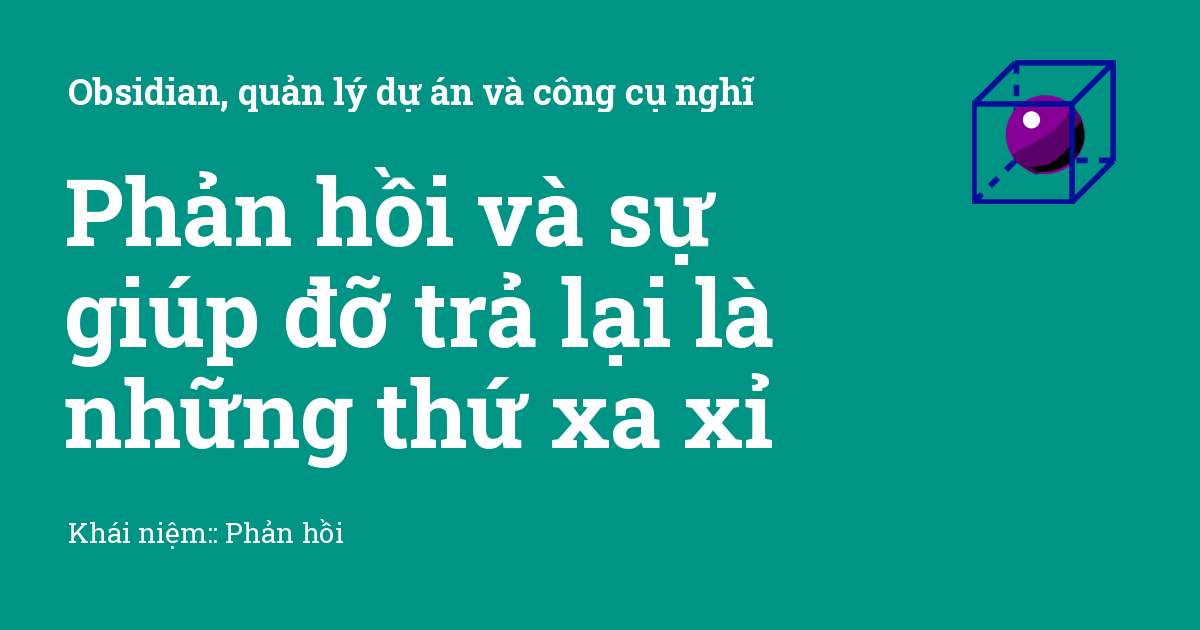 Obsidian, quản lý dự án và công cụ nghĩ
Phản hồi và sự
giúp đỡ trả lại là
những thứ xa xỉ
Khái niệm:: Phản hồi